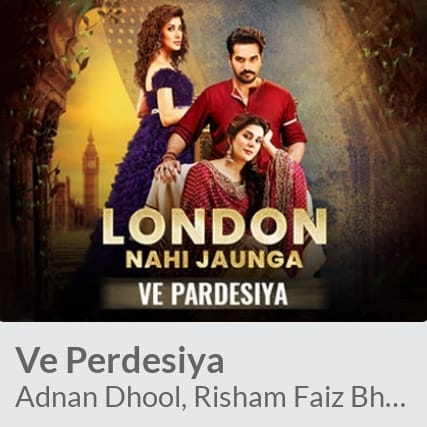 LONDON
NAHI JAUNGA
VE PARDESIYA
Ve Perdesiya
Adnan Dhool, Risham Faiz Bh...